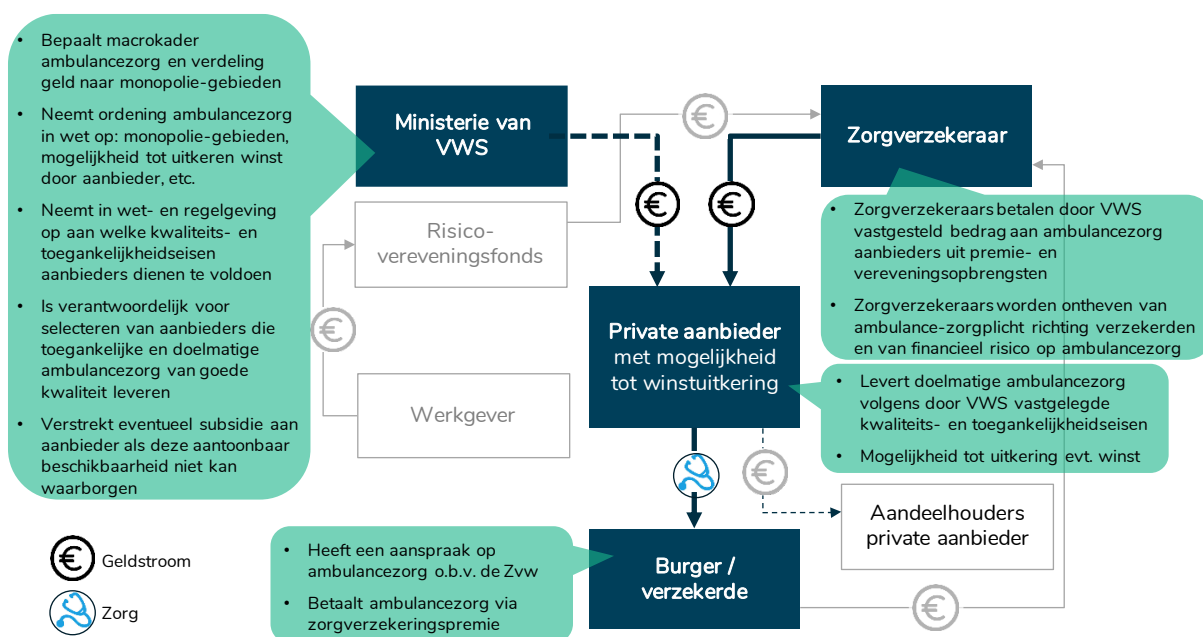 • Bepaalt macrokader
ambulancezorg en verdeling
geld naar monopolie-gebieden
• Neemt ordening ambulancezorg
in wet op: monopolie-gebieden,
mogelijkheid tot uitkeren winst
door aanbieder, etc.
• Neemt in wet- en regelgeving
op aan welke kwaliteits- en
toegankelijkheidseisen
aanbieders dienen te voldoen
• Is verantwoordelijk voor
selecteren van aanbieders die
toegankelijke en doelmatige
ambulancezorg van goede
kwaliteit leveren
• Verstrekt eventueel subsidie aan
aanbieder als deze aantoonbaar
beschikbaarheid niet kan
waarborgen
Ministerie van
VWS
Zorgverzekeraar
Risico-
vereveningsfonds
• Zorgverzekeraars betalen door VWS
vastgesteld bedrag aan ambulancezorg
aanbieders uit premie- en
vereveningsopbrengsten
• Zorgverzekeraars worden ontheven van
ambulance-zorgplicht richting verzekerden
en van financieel risico op ambulancezorg
Private aanbieder
met mogelijkheid
tot winstuitkering
Werkgever
• Levert doelmatige ambulancezorg
volgens door VWS vastgelegde
kwaliteits- en toegankelijkheidseisen
• Mogelijkheid tot uitkering evt. winst
Aandeelhouders
private aanbieder
• Heeft een aanspraak op
ambulancezorg o.b.v. de Zvw
• Betaalt ambulancezorg via
zorgverzekeringspremie
Burger /
verzekerde
€ Geldstroom
Zorg